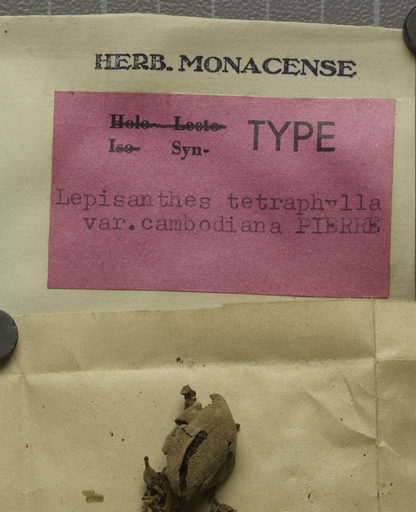 HERB. MONACENSE
Holo- Lecto-
TYPE
Iso- Syn-
Lepisanthes tetraphylla
var.cambodiana PIERRE